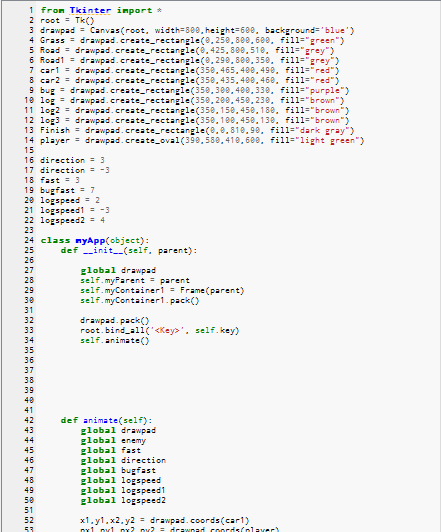 1 from Tkinter import *
2 root = Tk()
3 drawpad = Canvas(root, width=800,height=600, background='blue')
4 Grass = drawpad.create_rectangle(0,250,800,600, fill="green")
5 Road = drawpad.create_rectangle(0,425,800,510, fill="grey")
6 Road1 = drawpad.create_rectangle(0,290,800,350, fill="grey")
7 car1 = drawpad.create_rectangle(350,465,400,490, fill="red")
8 car2 = drawpad.create_rectangle(350,435,400,460, fill="red")
9 bug = drawpad.create_rectangle(350,300,400,330, fill="purple")
10 log = drawpad.create_rectangle(350,200,450,230, fill="brown")
11 log2 = drawpad.create_rectangle(350,150,450,180, fill="brown")
12 log3 = drawpad.create_rectangle(350,100,450,130, fill="brown")
13 Finish = drawpad.create_rectangle(0,0,810,90, fill="dark gray")
14 player = drawpad.create_oval(390,580,410,600, fill="light green")
15
16 direction = 3
17 direction = -3
18 fast = 3
19 bugfast = 7
20 logspeed = 2
21 logspeed1 = -3
22 logspeed2 = 4
23
24 class myApp(object):
25 def __init__(self, parent):
26
27 global drawpad
28 self.myParent = parent
29 self.myContainer1 = Frame(parent)
30 self.myContainer1.pack()
31
32 drawpad.pack()
33 root.bind_all('<Key>', self.key)
34 self.animate()
35
36
37
38
39
40
41
42 def animate(self):
43 global drawpad
44 global enemy
45 global fast
46 global direction
47 global bugfast
48 global logspeed
49 global logspeed1
50 global logspeed2
51
52 x1,y1,x2,y2 = drawpad.coords(car1)
53 px1,py1,px2,py2 = drawpad.coords(player)